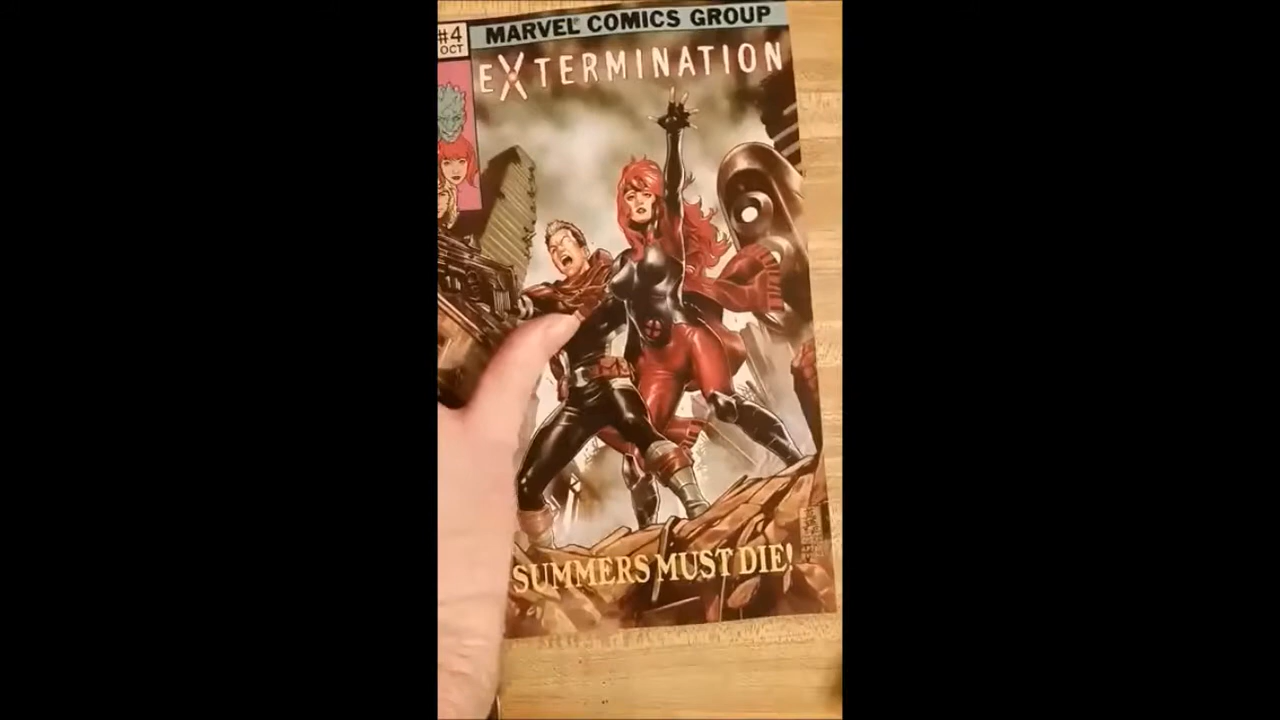 #4
OCT
MARVEL COMICS GROUP
EXTERMINATION
SUMMERS MUST DIE!